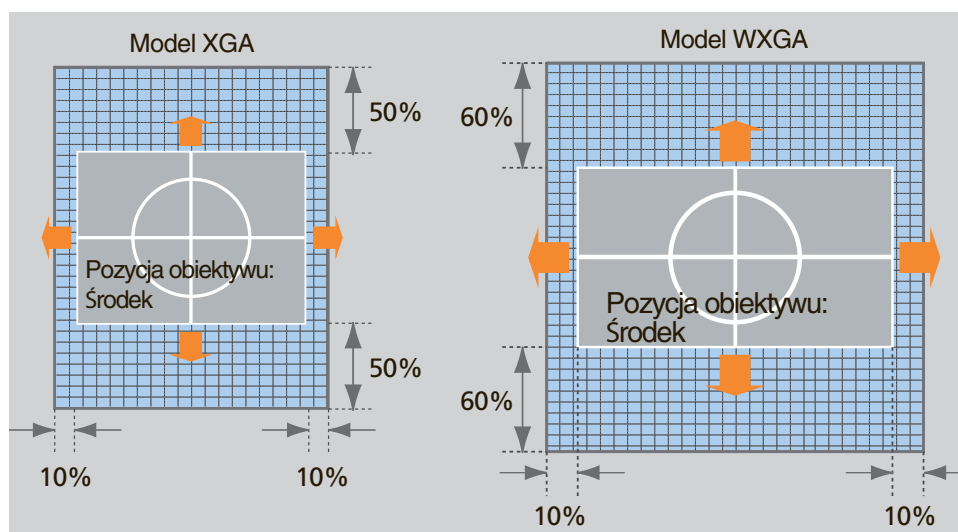 Model XGA
50%
Pozycja obiektywu:
Środek
50%
10%
10%
Model WXGA
60%
Pozycja obiektywu:
Środek
60%
10%
10%